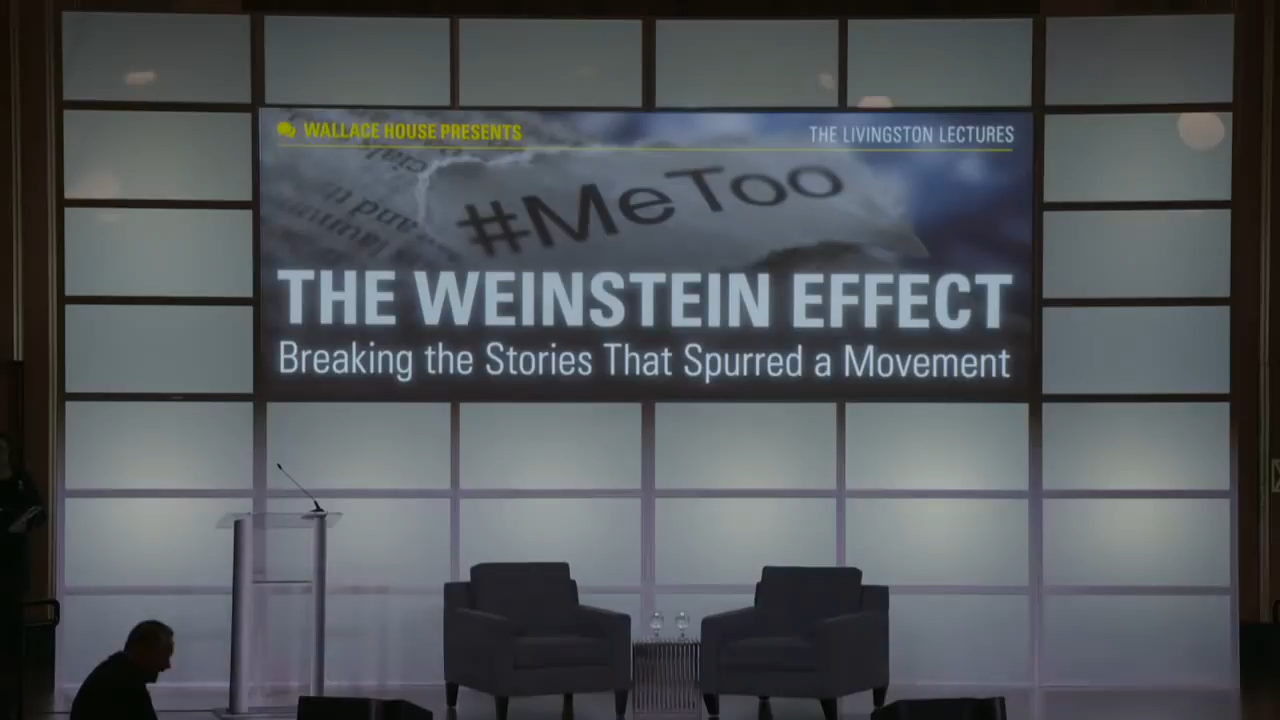 WALLACE HOUSE PRESENTS
THE LIVINGSTON LECTURES
#MeToo
THE WEINSTEIN EFFECT
Breaking the Stories That Spurred a Movement